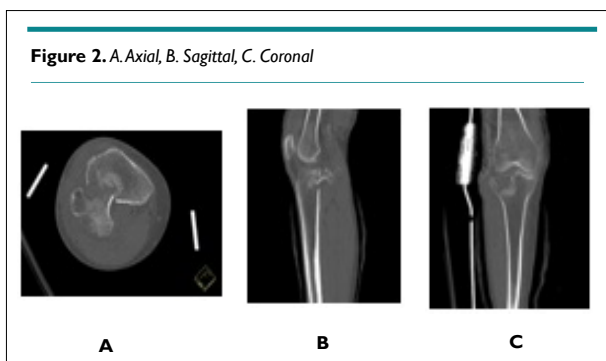 Figure 2. A. Axial, B. Sagittal, C. Coronal
A B C